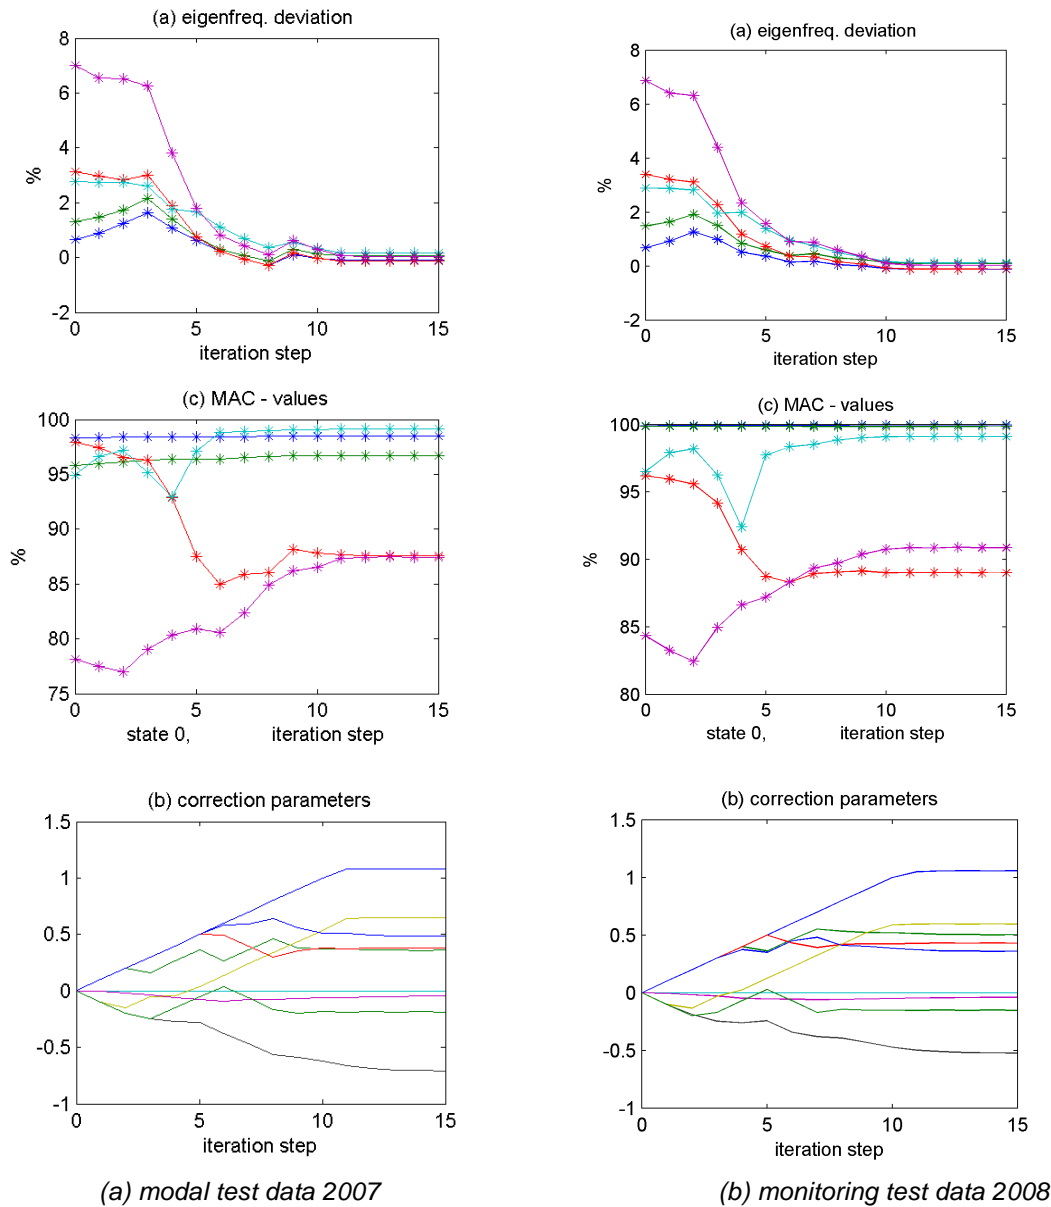 (a) eigenfreq. deviation
8
6
4
2
0
-2
%
0 5 10 15
iteration step
(c) MAC - values
100
95
90
85
80
75
%
0 5 10 15
state 0, iteration step
(b) correction parameters
1.5
1
0.5
0
-0.5
-1
0 5 10 15
iteration step
(a) modal test data 2007
(a) eigenfreq. deviation
8
6
4
2
0
-2
%
0 5 10 15
iteration step
(c) MAC - values
100
95
90
85
80
%
0 5 10 15
state 0, iteration step
(b) correction parameters
1.5
1
0.5
0
-0.5
-1
0 5 10 15
iteration step
(b) monitoring test data 2008